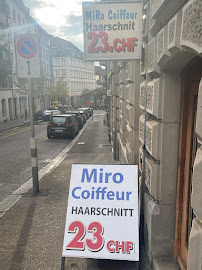 MiRo Coiffeur
Haarschnitt
23.CHF
Miro
Coiffeur
HAARSCHNITT
23 CHF